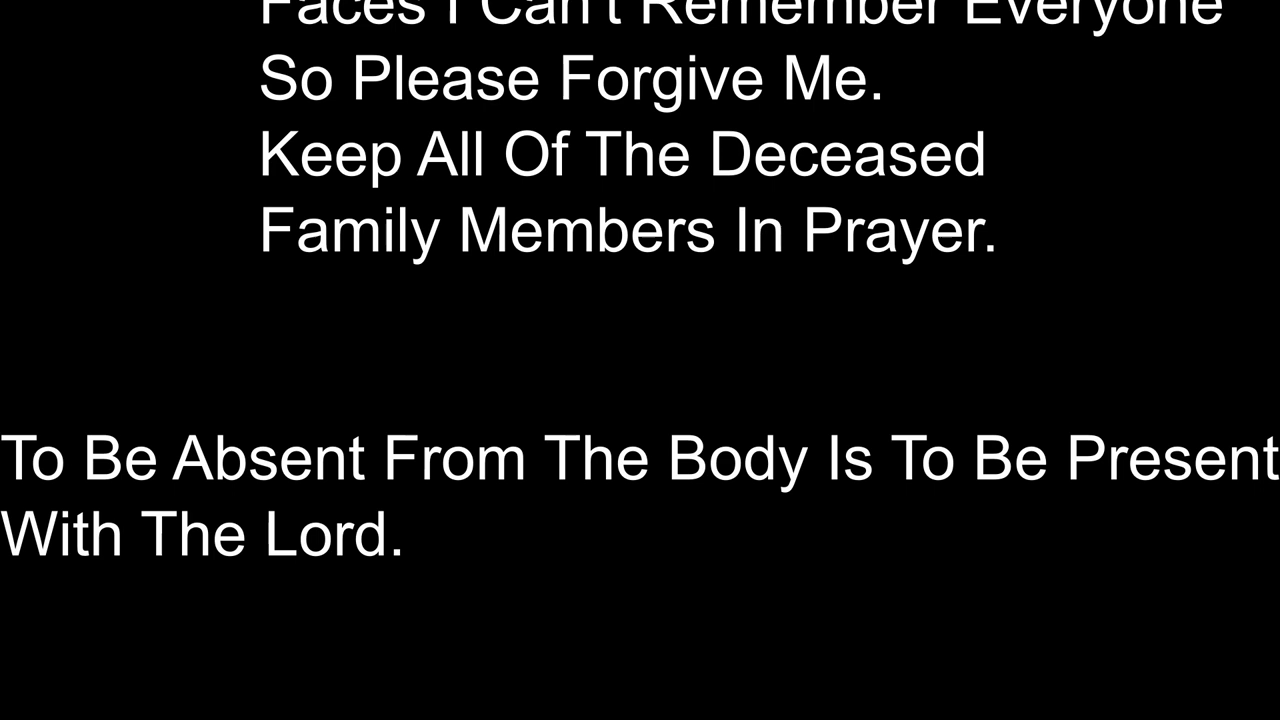 Faces I Can't Remember Everyone
So Please Forgive Me.
Keep All Of The Deceased
Family Members In Prayer.
To Be Absent From The Body Is To Be Present
With The Lord.